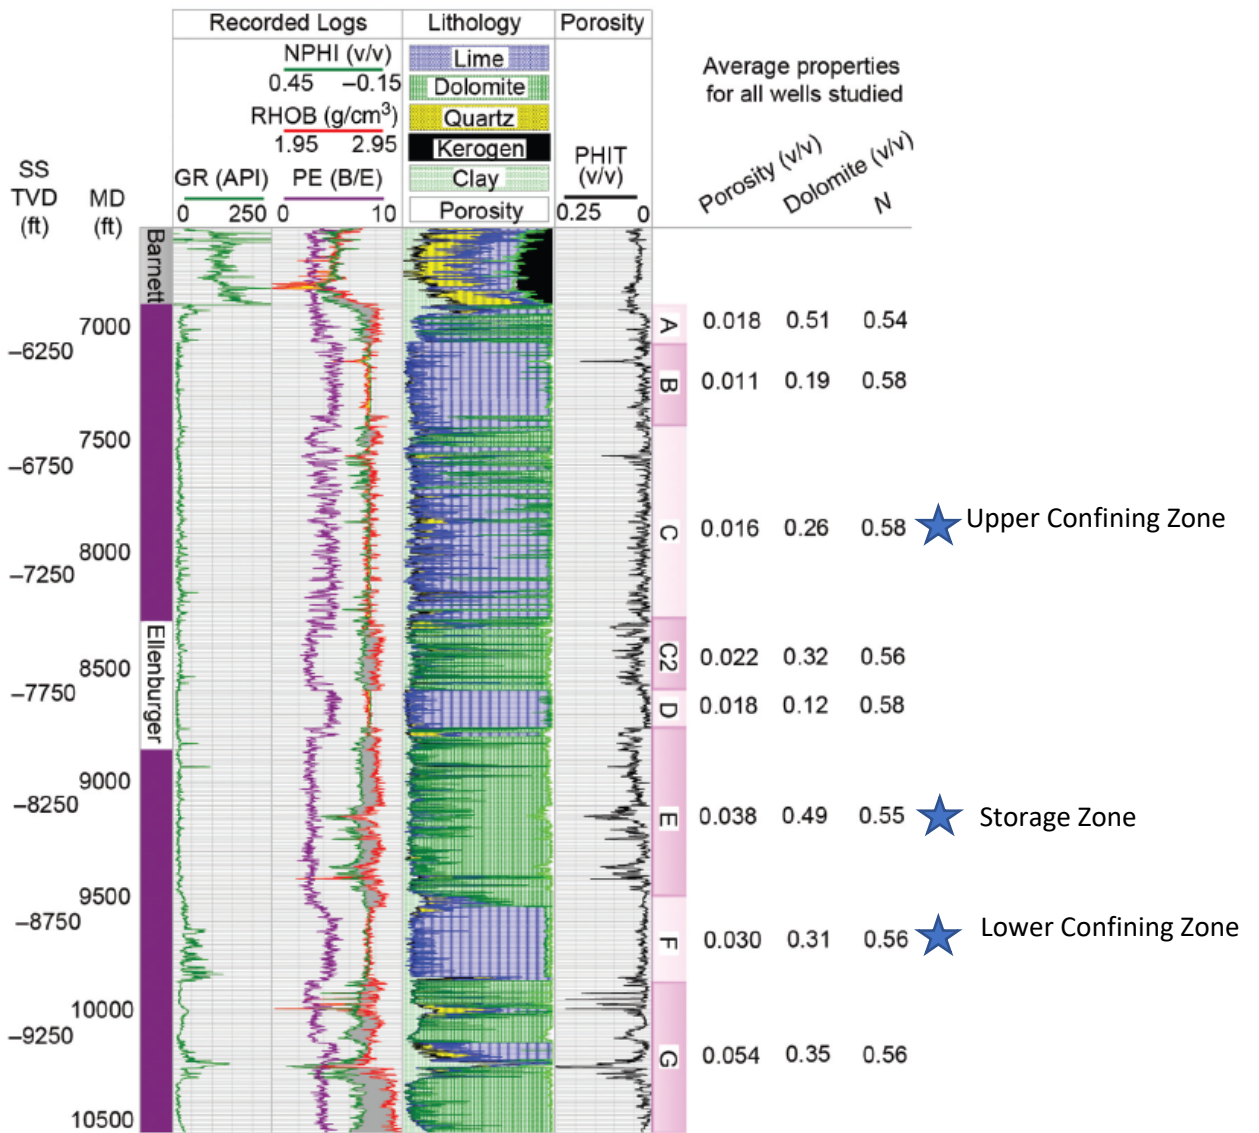 Recorded Logs Lithology Porosity
NPHI (v/v)
0.45 –0.15
RHOB (g/cm³)
1.95 2.95
GR (API) PE (B/E)
0 250 0 10
Lime
Dolomite
Quartz
Kerogen
Clay
Porosity
PHIT
(v/v)
0.25 0
Average properties
for all wells studied
Porosity (v/v)
Dolomite (v/v)
N
SS
TVD
(ft)
MD
(ft)
Barnett
Ellenburger
7000
–6250
7500
–6750
8000
–7250
8500
–7750
9000
–8250
9500
–8750
10000
–9250
10500
A 0.018 0.51 0.54
B 0.011 0.19 0.58
C 0.016 0.26 0.58 Upper Confining Zone
C2 0.022 0.32 0.56
D 0.018 0.12 0.58
E 0.038 0.49 0.55 Storage Zone
F 0.030 0.31 0.56 Lower Confining Zone
G 0.054 0.35 0.56